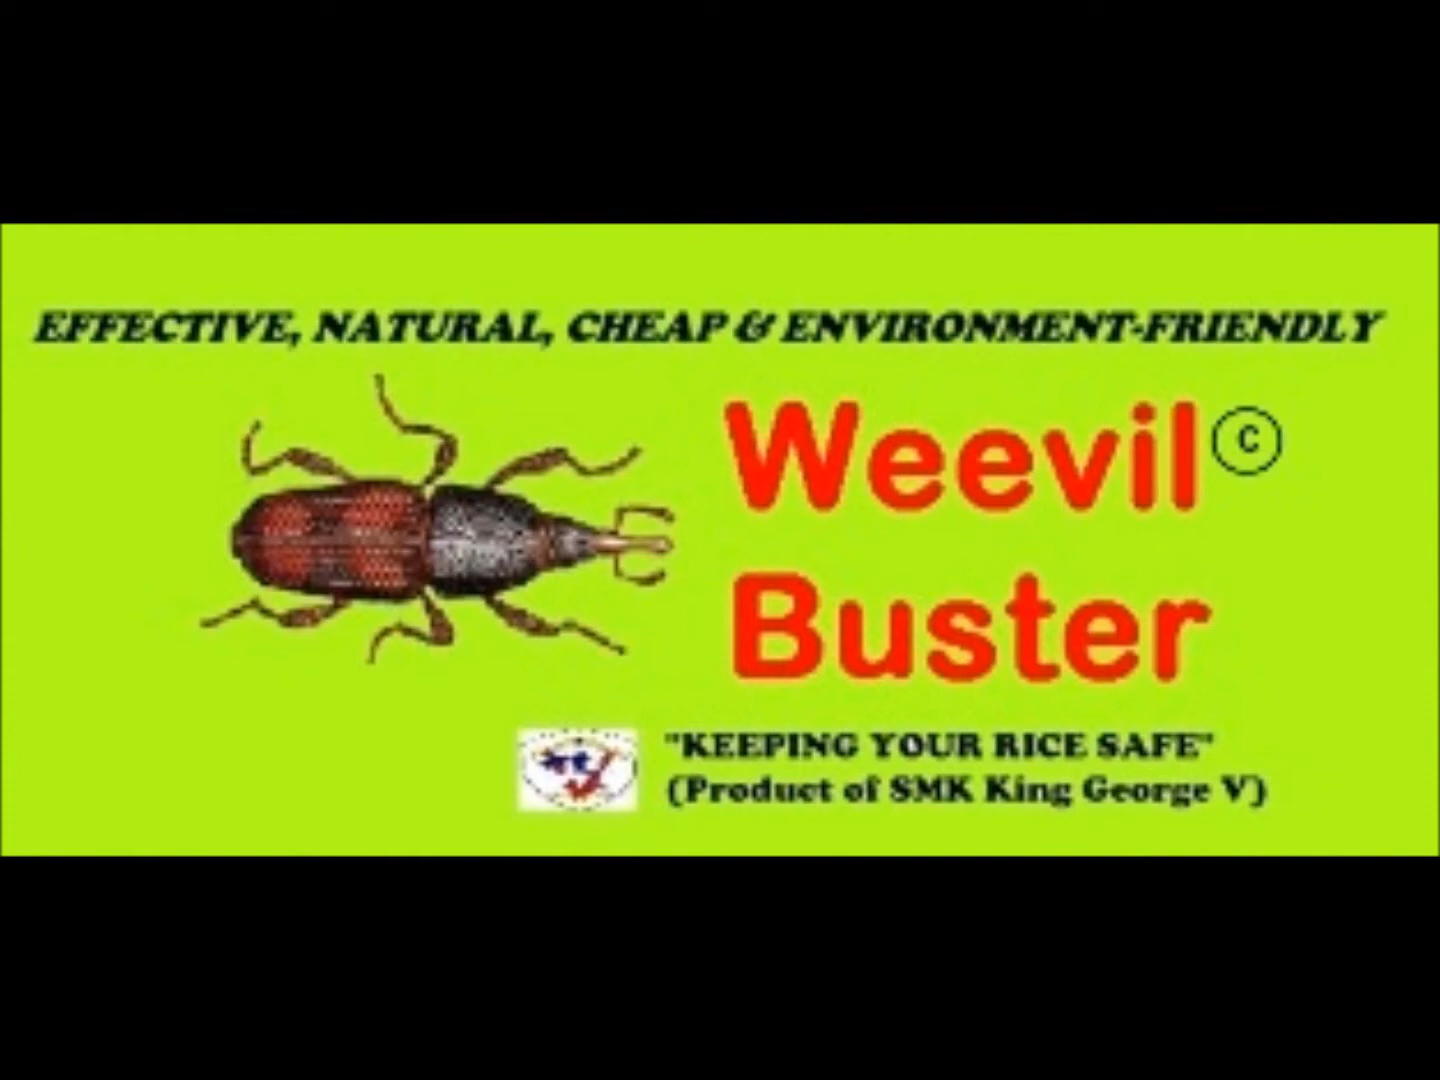 EFFECTIVE, NATURAL, CHEAP & ENVIRONMENT-FRIENDLY
Weevil ©
Buster
"KEEPING YOUR RICE SAFE"
(Product of SMK King George V)